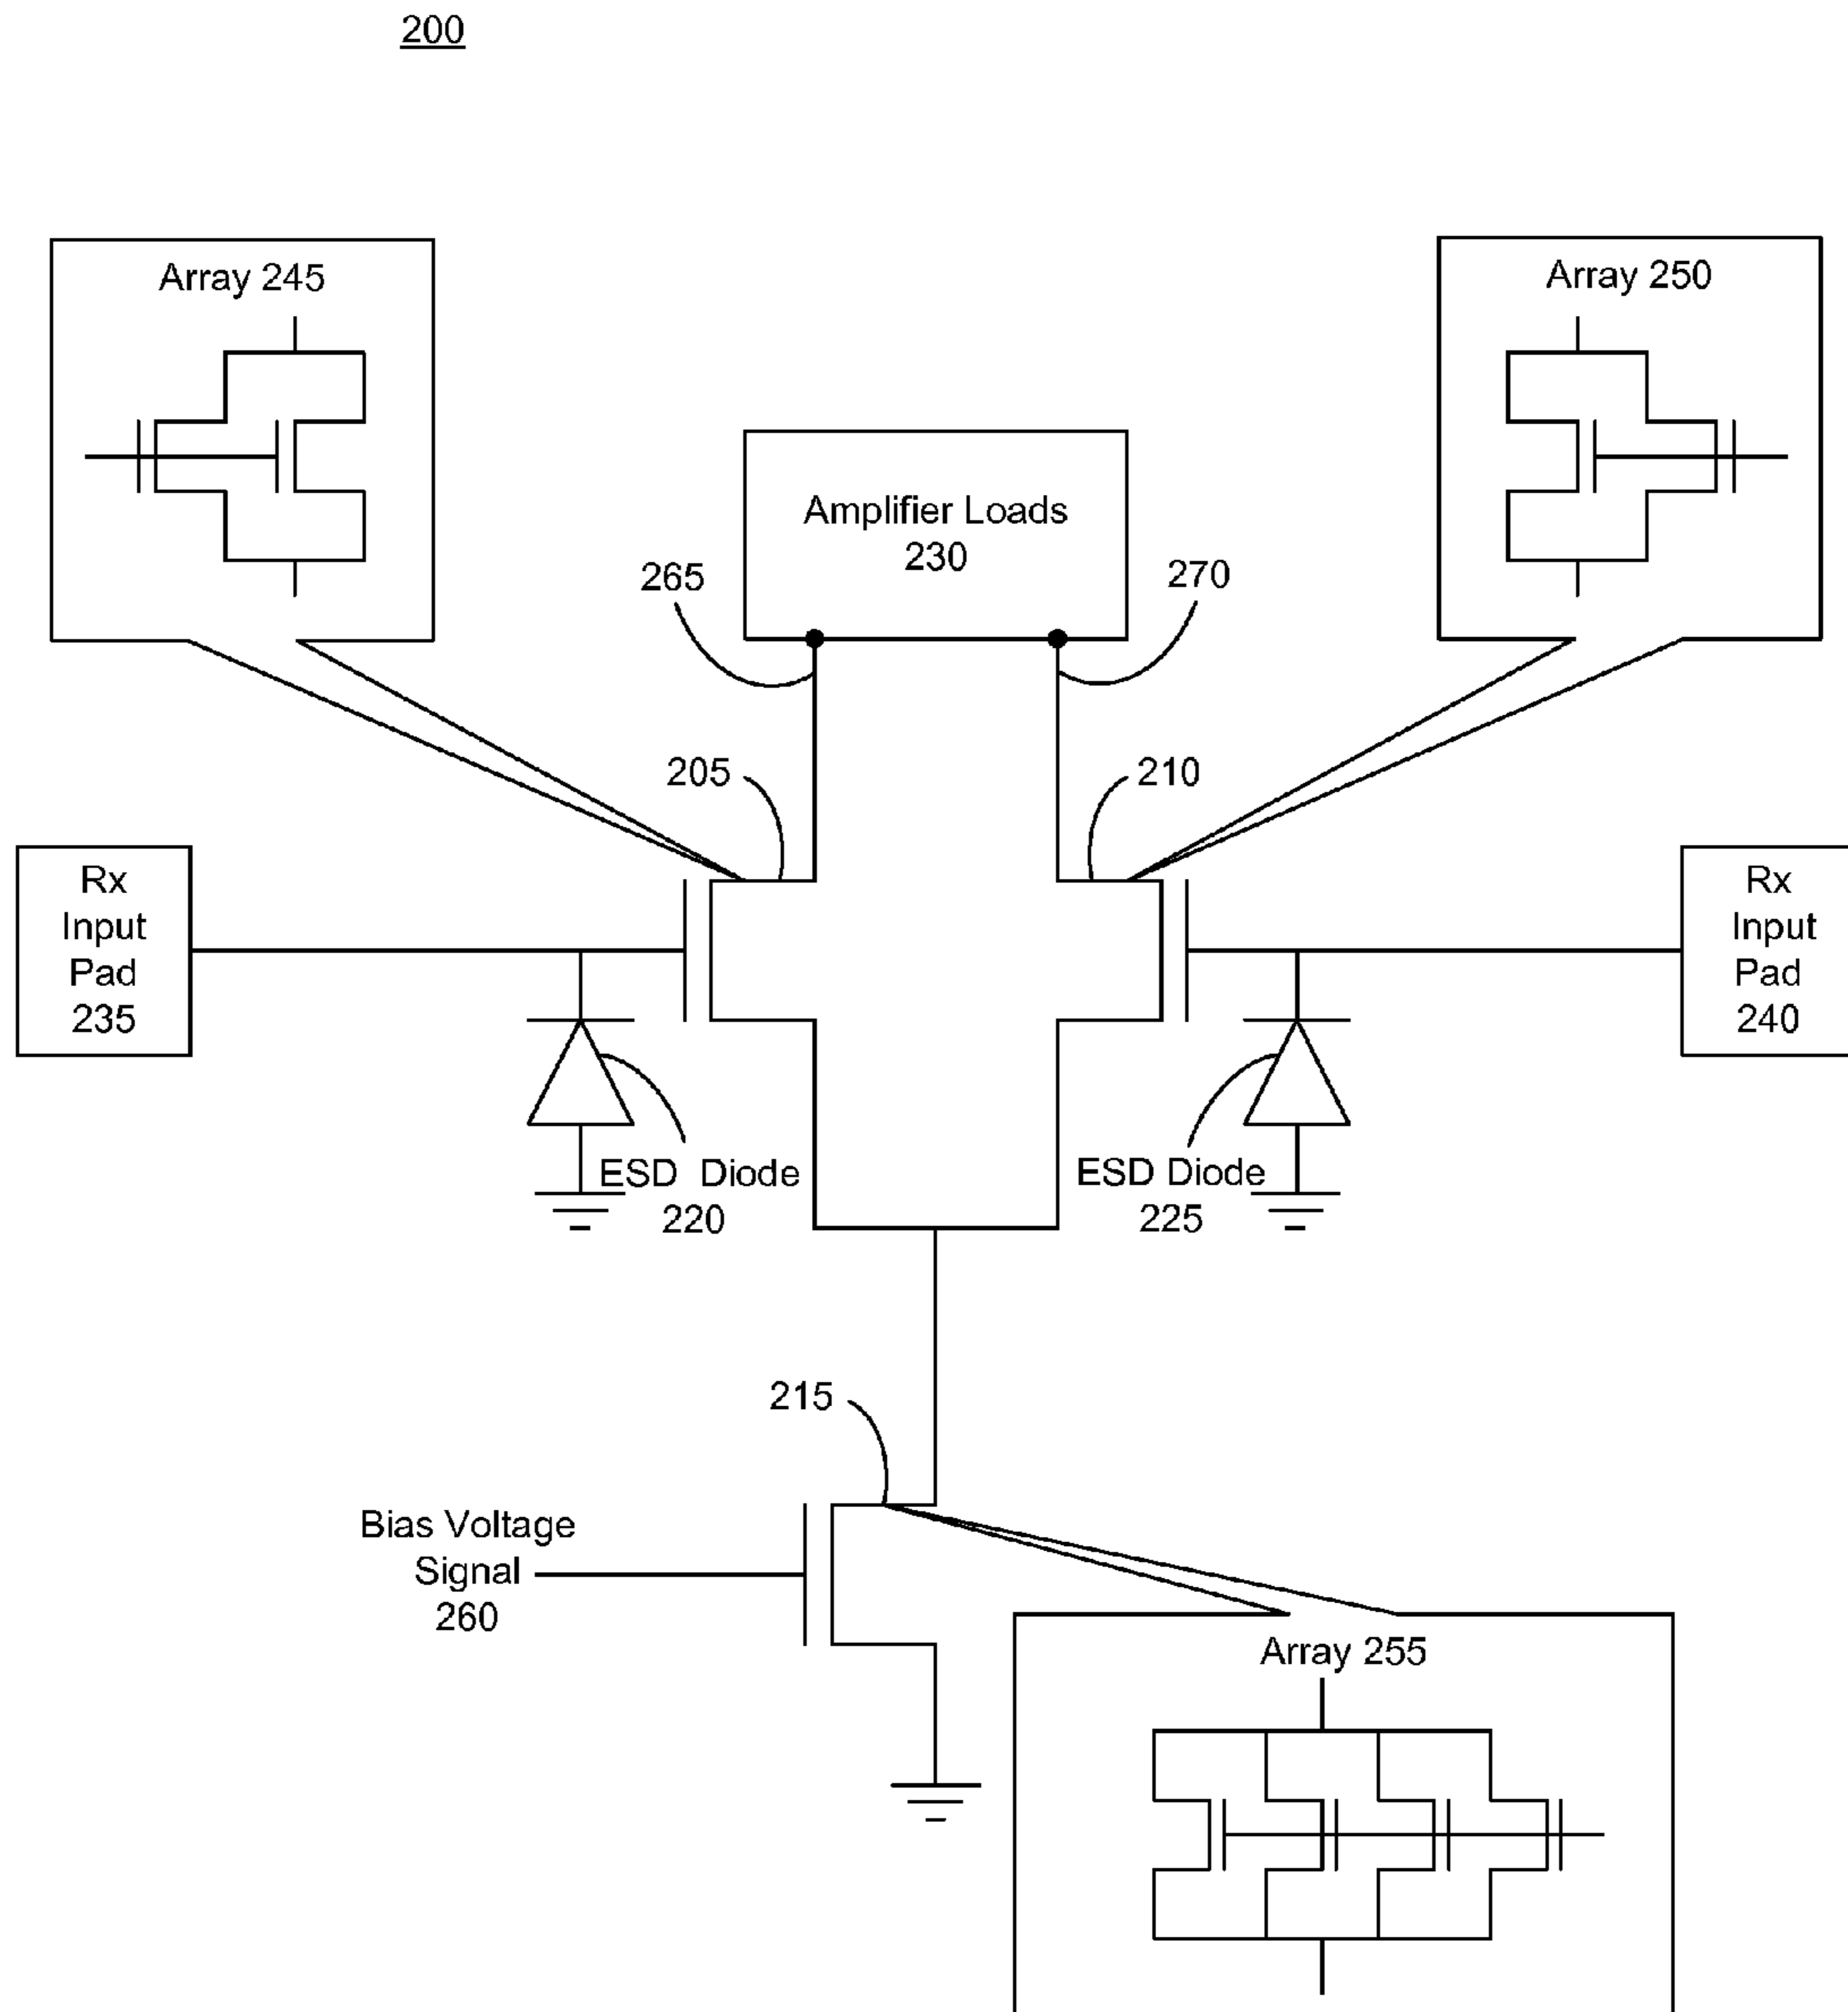 200
Array 245
Array 250
Amplifier Loads
230
265
270
205
210
Rx
Input
Pad
235
Rx
Input
Pad
240
ESD Diode
220
ESD Diode
225
215
Bias Voltage
Signal
260
Array 255